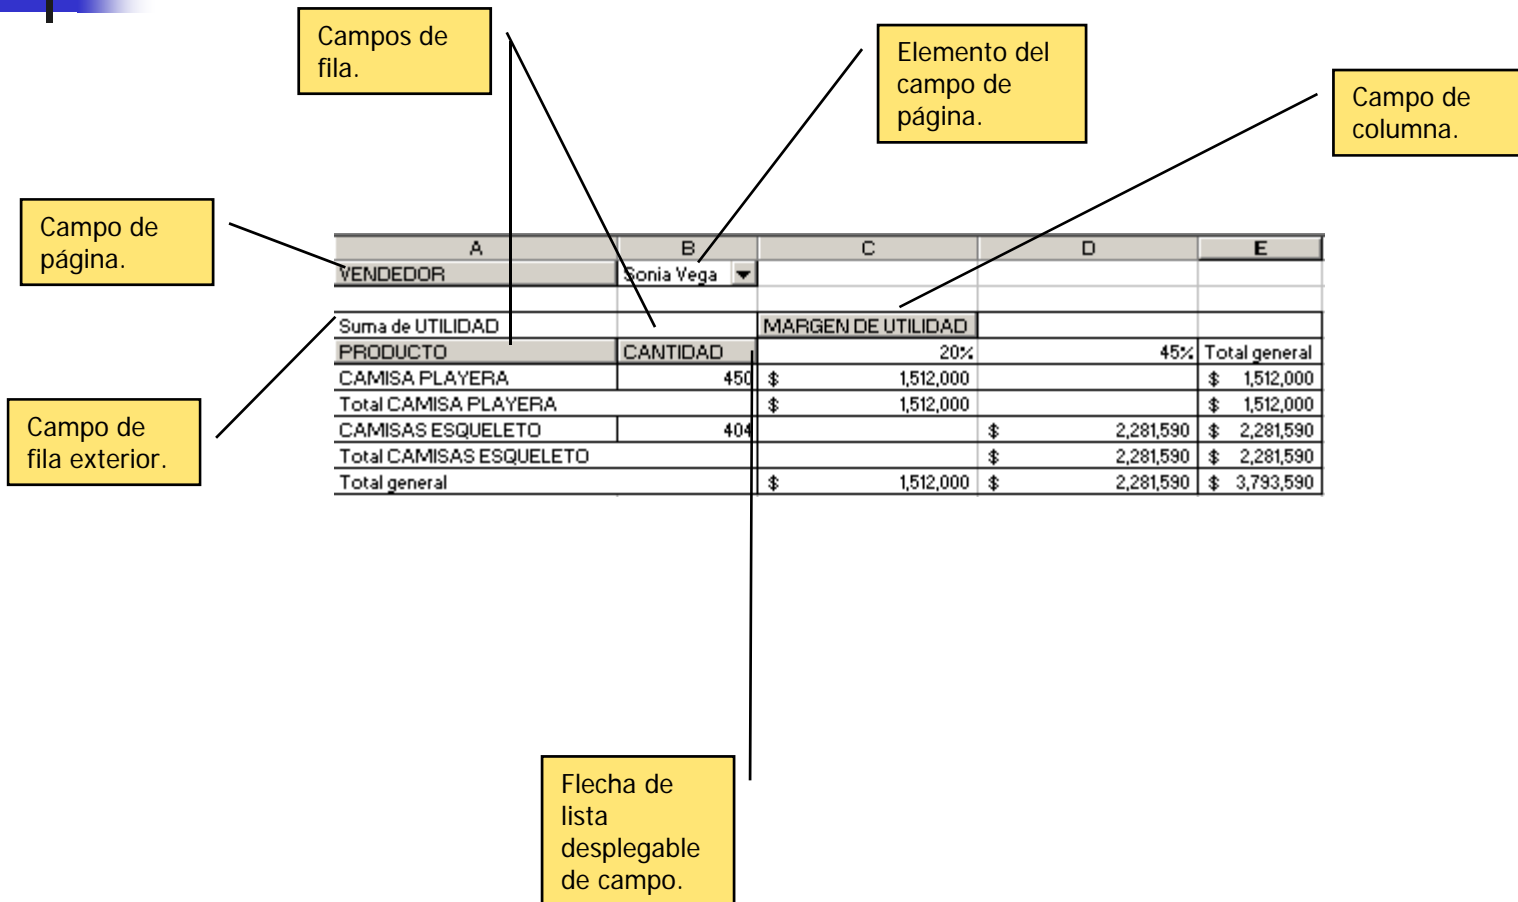 Campos de
fila.
Elemento del
campo de
página.
Campo de
columna.
Campo de
página.
Campo de
fila exterior.
A B C D E
VENDEDOR Sonia Vega
Suma de UTILIDAD MARGEN DE UTILIDAD
PRODUCTO CANTIDAD 20% 45% Total general
CAMISA PLAYERA 450 $ 1,512,000 $ 1,512,000
Total CAMISA PLAYERA $ 1,512,000 $ 1,512,000
CAMISAS ESQUELETO 404 $ 2,281,590 $ 2,281,590
Total CAMISAS ESQUELETO $ 2,281,590 $ 2,281,590
Total general $ 1,512,000 $ 2,281,590 $ 3,793,590
Flecha de
lista
desplegable
de campo.